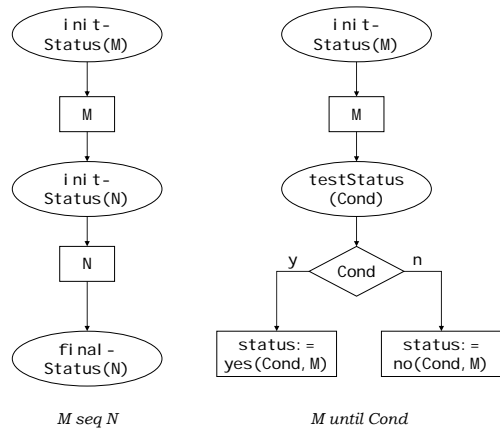 init-
Status(M)
M
init-
Status(N)
N
final-
Status(N)
M seq N
init-
Status(M)
M
testStatus
(Cond)
Cond
y
n
status:=
yes(Cond,M)
status:=
no(Cond,M)
M until Cond